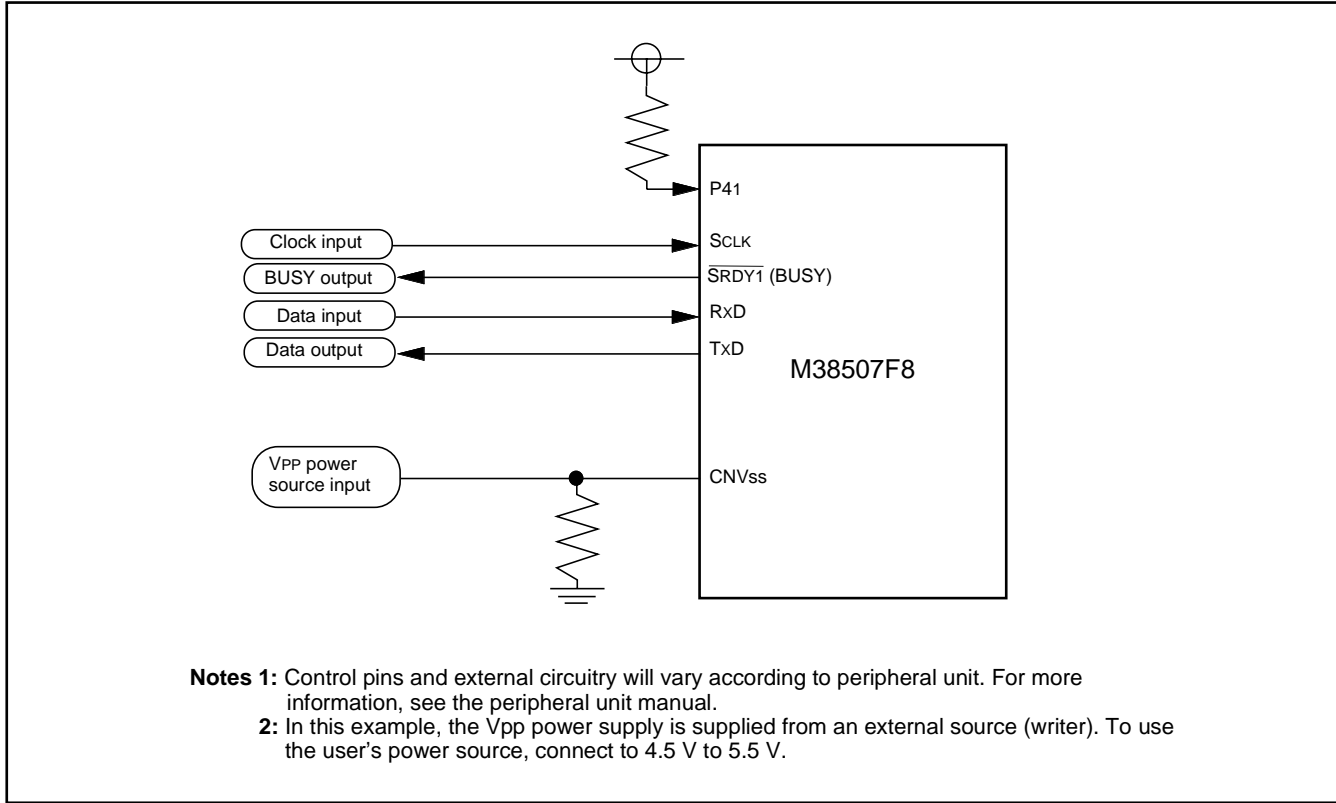 P41
Clock input
SCLK
BUSY output
SRDY1 (BUSY)
Data input
RxD
Data output
TxD
M38507F8
VPP power
source input
CNVss
Notes 1: Control pins and external circuitry will vary according to peripheral unit. For more
information, see the peripheral unit manual.
2: In this example, the Vpp power supply is supplied from an external source (writer). To use
the user's power source, connect to 4.5 V to 5.5 V.